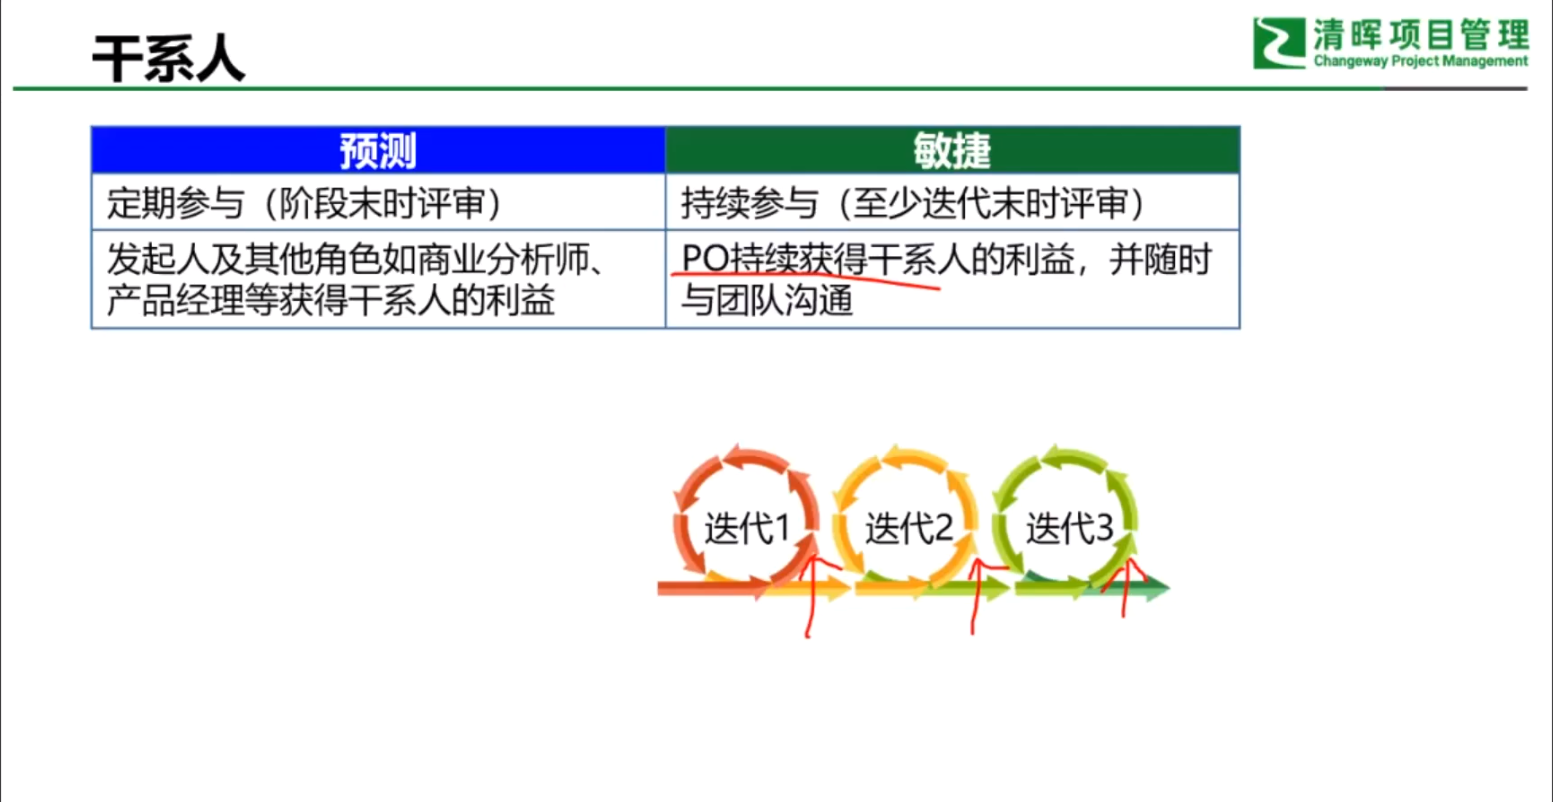 干系人
清晖项目管理
Changeway Project Management
预测
敏捷
定期参与（阶段末时评审）
持续参与（至少迭代末时评审）
发起人及其他角色如商业分析师、
产品经理等获得干系人的利益
PO持续获得干系人的利益，并随时
与团队沟通
迭代1
迭代2
迭代3